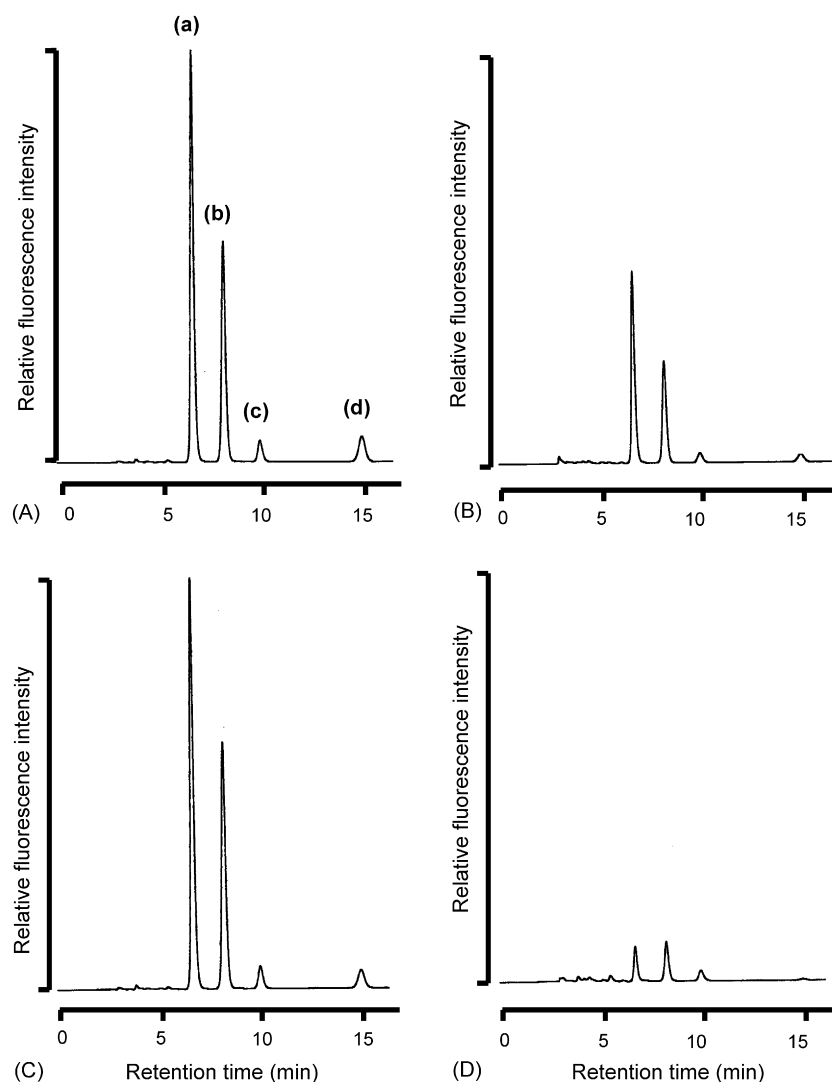 (a)
(b)
(c)
(d)
Relative fluorescence intensity
0 5 10 15
(A)
Relative fluorescence intensity
0 5 10 15
(B)
Relative fluorescence intensity
0 5 10 15
(C) Retention time (min)
Relative fluorescence intensity
0 5 10 15
(D) Retention time (min)